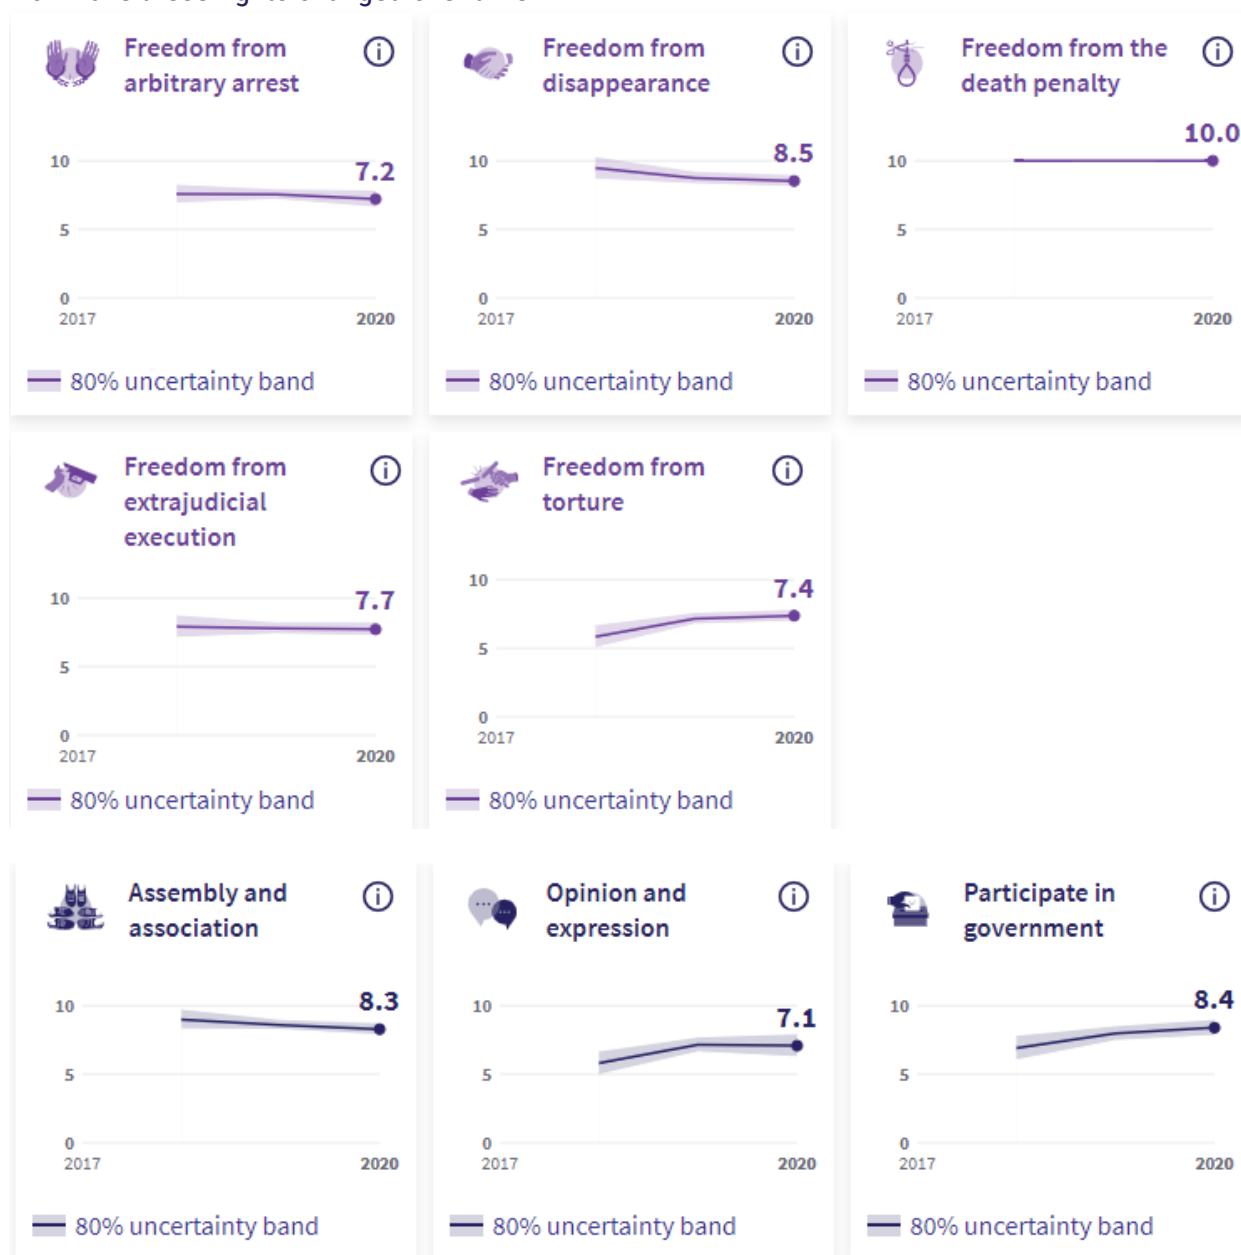 Freedom from
arbitrary arrest
10
7.2
5
0
2017
2020
80% uncertainty band
Freedom from
disappearance
10
8.5
5
0
2017
2020
80% uncertainty band
Freedom from the
death penalty
10.0
10
5
0
2017
2020
80% uncertainty band
Freedom from
extrajudicial
execution
10
7.7
5
0
2017
2020
80% uncertainty band
Freedom from
torture
10
7.4
5
0
2017
2020
80% uncertainty band
Assembly and
association
10
8.3
5
0
2017
2020
80% uncertainty band
Opinion and
expression
10
7.1
5
0
2017
2020
80% uncertainty band
Participate in
government
10
8.4
5
0
2017
2020
80% uncertainty band